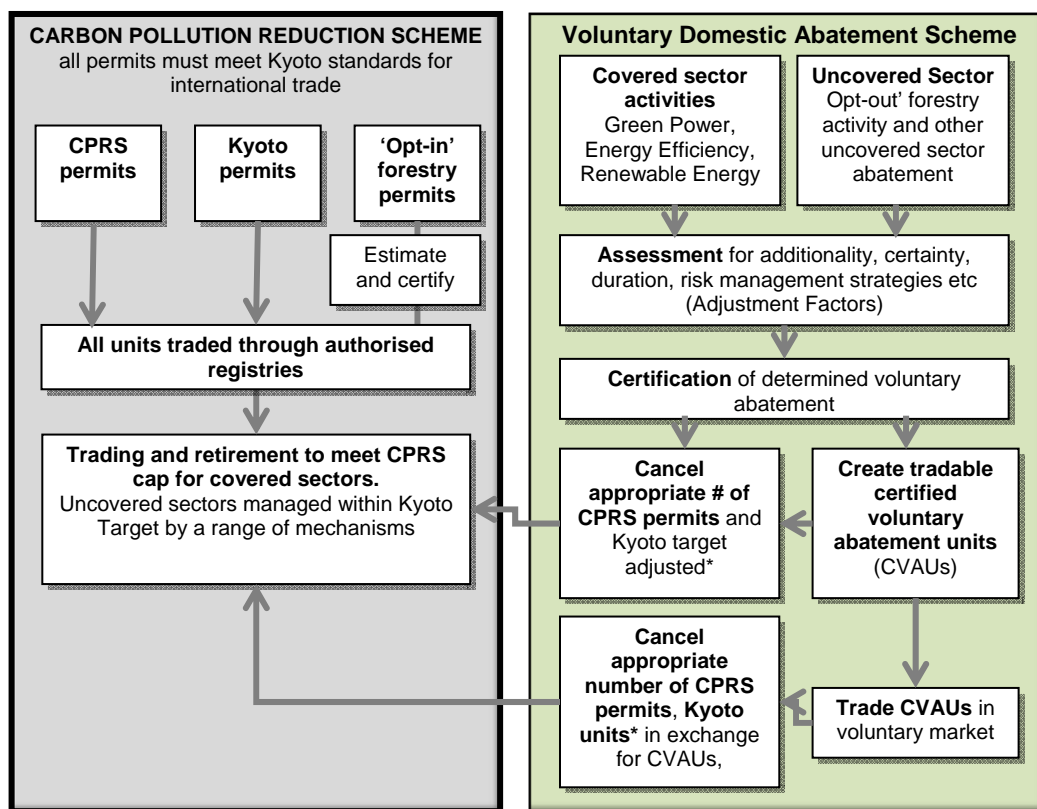 CARBON POLLUTION REDUCTION SCHEME
all permits must meet Kyoto standards for
international trade
CPRS
permits
Kyoto
permits
‘Opt-in’
forestry
permits
Estimate
and certify
All units traded through authorised
registries
Trading and retirement to meet CPRS
cap for covered sectors.
Uncovered sectors managed within Kyoto
Target by a range of mechanisms
Voluntary Domestic Abatement Scheme
Covered sector
activities
Green Power,
Energy Efficiency,
Renewable Energy
Uncovered Sector
Opt-out’ forestry
activity and other
uncovered sector
abatement
Assessment for additionality, certainty,
duration, risk management strategies etc
(Adjustment Factors)
Certification of determined voluntary
abatement
Cancel
appropriate # of
CPRS permits and
Kyoto target
adjusted*
Create tradable
certified
voluntary
abatement units
(CVAUs)
Cancel
appropriate
number of CPRS
permits, Kyoto
units* in exchange
for CVAUs,
Trade CVAUs in
voluntary market